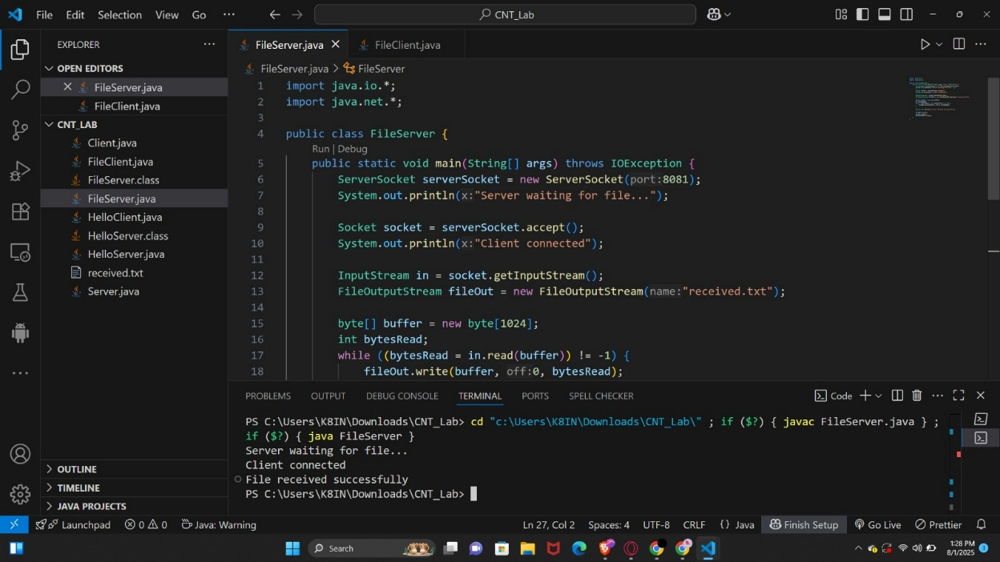 File Edit Selection View Go ··· CNT_Lab
EXPLORER ···
OPEN EDITORS
FileServer.java
FileClient.java
CNT_LAB
Client.java
FileClient.java
FileServer.class
FileServer.java
HelloClient.java
HelloServer.class
HelloServer.java
received.txt
Server.java
OUTLINE
TIMELINE
JAVA PROJECTS
FileServer.java FileClient.java
FileServer.java > FileServer
1 import java.io.*;
2 import java.net.*;
3
4 public class FileServer {
Run | Debug
5 public static void main(String[] args) throws IOException {
6 ServerSocket serverSocket = new ServerSocket(port:8081);
7 System.out.println(x:"Server waiting for file...");
8
9 Socket socket = serverSocket.accept();
10 System.out.println(x:"Client connected");
11
12 InputStream in = socket.getInputStream();
13 FileOutputStream fileOut = new FileOutputStream(name:"received.txt");
14
15 byte[] buffer = new byte[1024];
16 int bytesRead;
17 while ((bytesRead = in.read(buffer)) != -1) {
18 fileOut.write(buffer, off:0, bytesRead);
PROBLEMS OUTPUT DEBUG CONSOLE TERMINAL PORTS SPELL CHECKER Code
PS C:\Users\K8IN\Downloads\CNT_Lab> cd "c:\Users\K8IN\Downloads\CNT_Lab\" ; if ($?) { javac FileServer.java } ;
if ($?) { java FileServer }
Server waiting for file...
Client connected
File received successfully
PS C:\Users\K8IN\Downloads\CNT_Lab>
Launchpad 0 0 Java: Warning Ln 27, Col 2 Spaces: 4 UTF-8 CRLF {} Java Finish Setup Go Live Prettier
Search 1:28 PM
8/1/2025 3